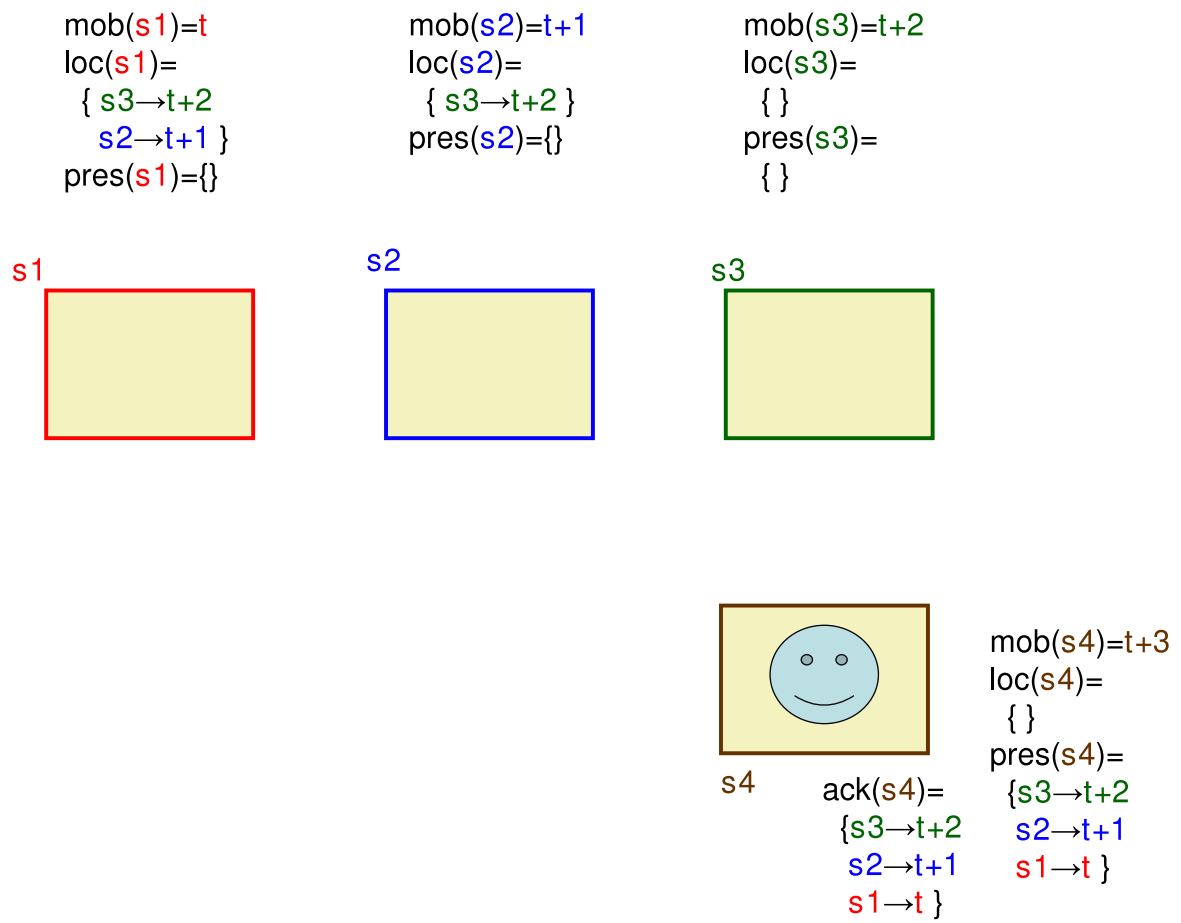 mob(s1)=t
loc(s1)=
{ s3→t+2
s2→t+1 }
pres(s1)={}
mob(s2)=t+1
loc(s2)=
{ s3→t+2 }
pres(s2)={}
mob(s3)=t+2
loc(s3)=
{ }
pres(s3)=
{ }
s1
s2
s3
s4
mob(s4)=t+3
loc(s4)=
{ }
pres(s4)=
{s3→t+2
s2→t+1
s1→t }
ack(s4)=
{s3→t+2
s2→t+1
s1→t }